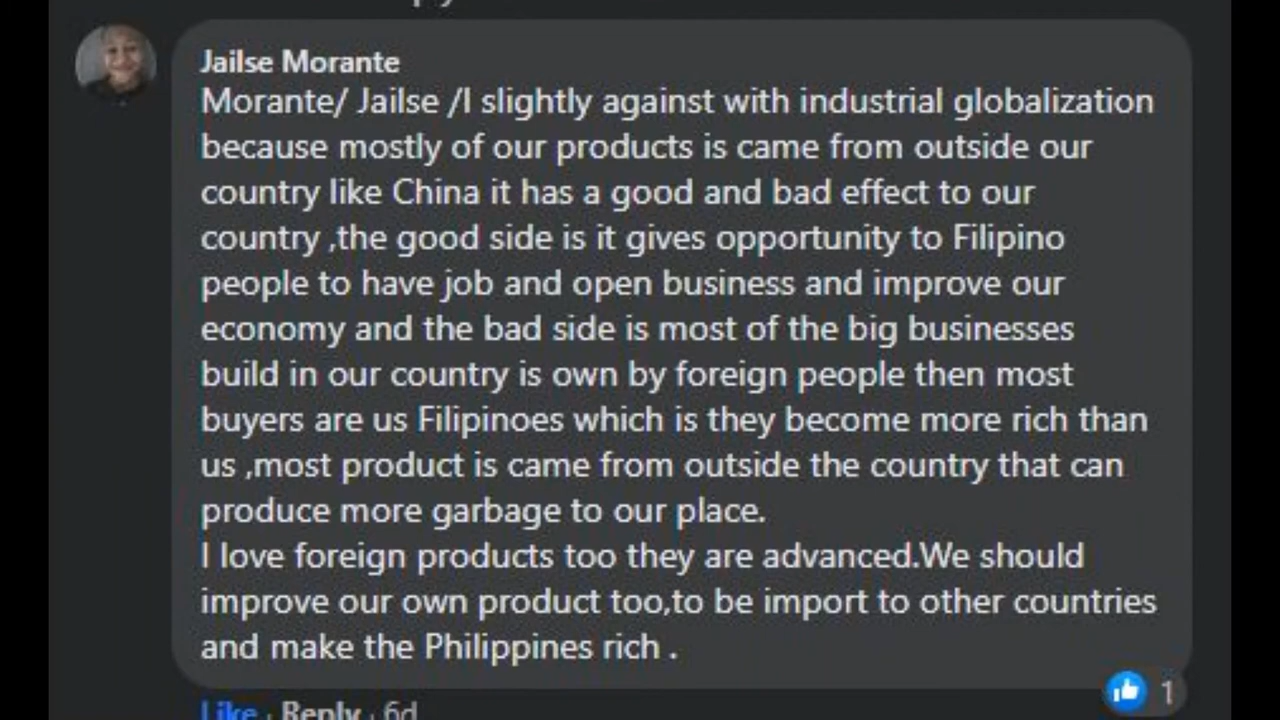 Jailse Morante
Morante/ Jailse /I slightly against with industrial globalization
because mostly of our products is came from outside our
country like China it has a good and bad effect to our
country ,the good side is it gives opportunity to Filipino
people to have job and open business and improve our
economy and the bad side is most of the big businesses
build in our country is own by foreign people then most
buyers are us Filipinoes which is they become more rich than
us ,most product is came from outside the country that can
produce more garbage to our place.
I love foreign products too they are advanced.We should
improve our own product too,to be import to other countries
and make the Philippines rich .
1
Like · Reply · 6d